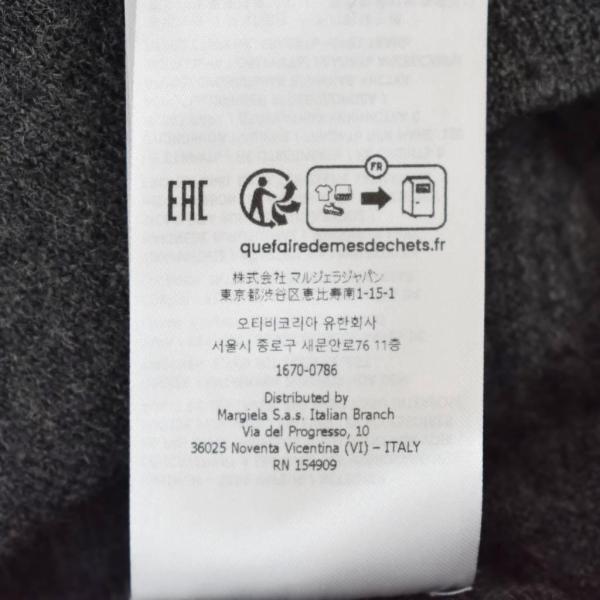 EAC
FR
quefairedemesdechets.fr
株式会社 マルジェラジャパン
東京都渋谷区恵比寿南1-15-1
오티비코리아 유한회사
서울시 종로구 새문안로76 11층
1670-0786
Distributed by
Margiela S.a.s. Italian Branch
Via del Progresso, 10
36025 Noventa Vicentina (VI) – ITALY
RN 154909